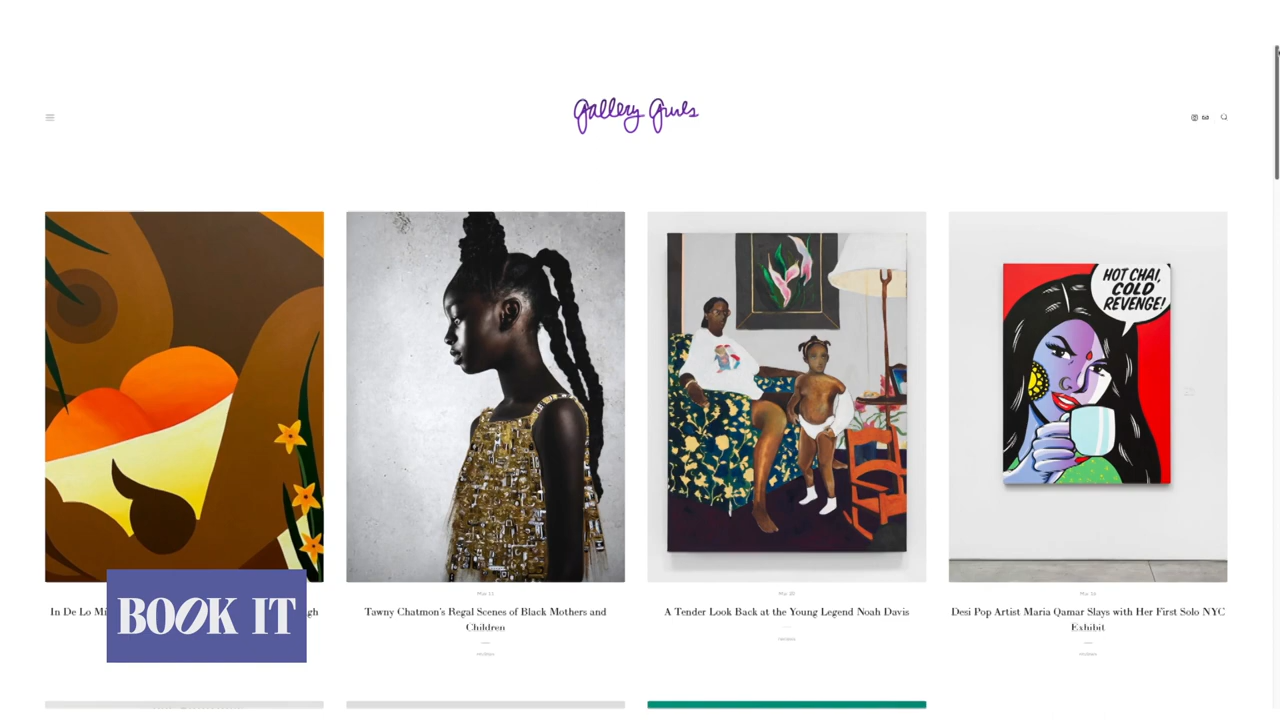 gallery gurls
HOT CHAI,
COLD
REVENGE!
In De Lo Mi
gh
BOOK IT
Tawny Chatmon's Regal Scenes of Black Mothers and
Children
A Tender Look Back at the Young Legend Noah Davis
Desi Pop Artist Maria Qamar Slays with Her First Solo NYC
Exhibit